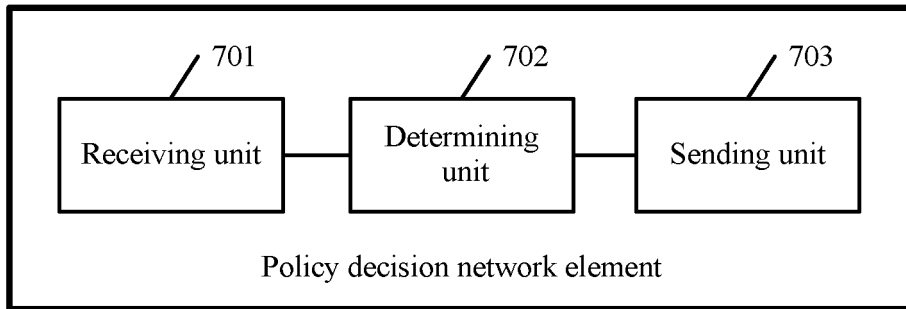 701
702
703
Receiving unit
Determining
unit
Sending unit
Policy decision network element